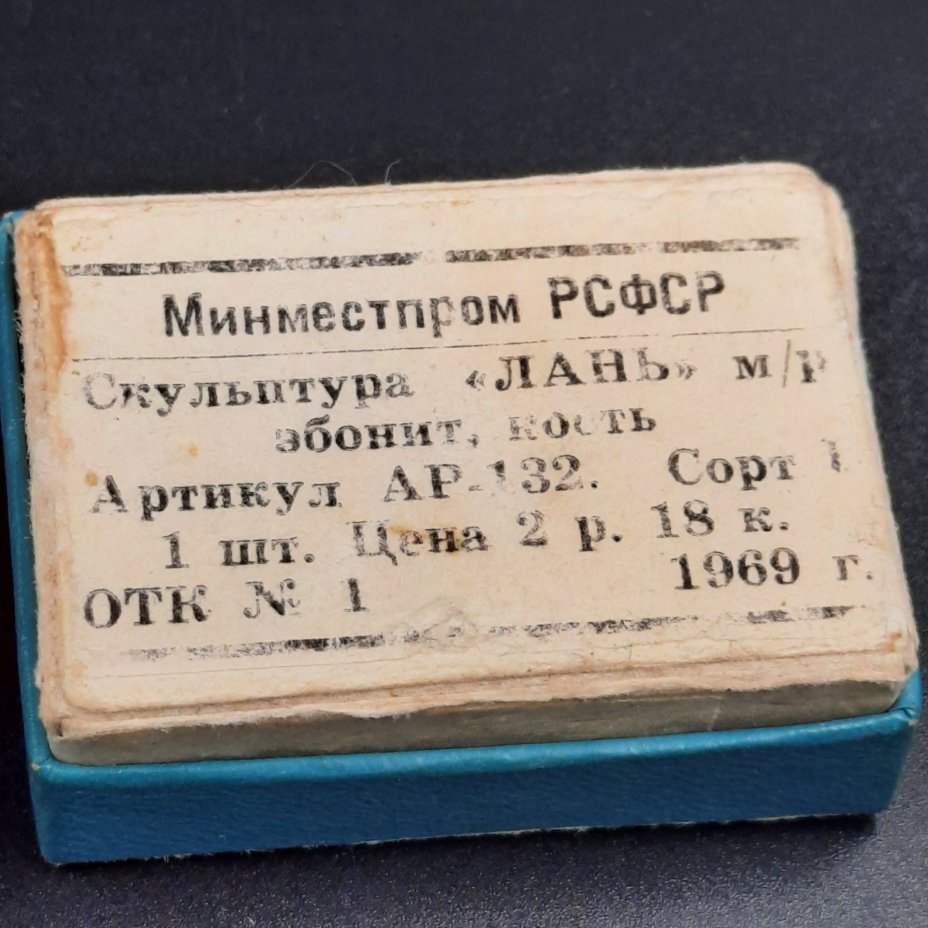 Минместпром РСФСР
Скульптура «ЛАНЬ» м/р
эбонит, кость
Артикул АР-132. Сорт 1
1 шт. Цена 2 р. 18 к.
ОТК № 1 1969 г.